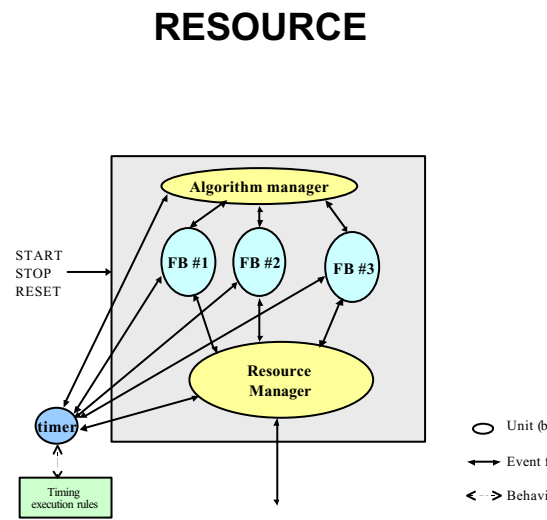 RESOURCE
Algorithm manager
FB #1
FB #2
FB #3
START
STOP
RESET
Resource
Manager
timer
Unit (b
Event f
Timing
execution rules
Behavi